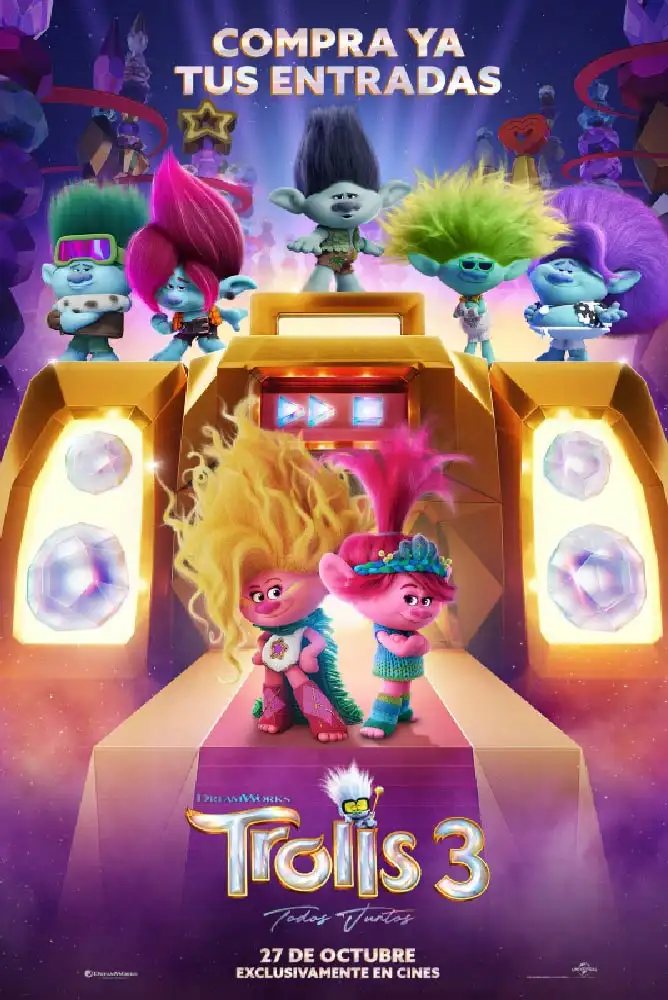 COMPRA YA
TUS ENTRADAS
DREAMWORKS
Trolls 3
Todos Juntos
27 DE OCTUBRE
EXCLUSIVAMENTE EN CINES
DREAMWORKS
UNIVERSAL